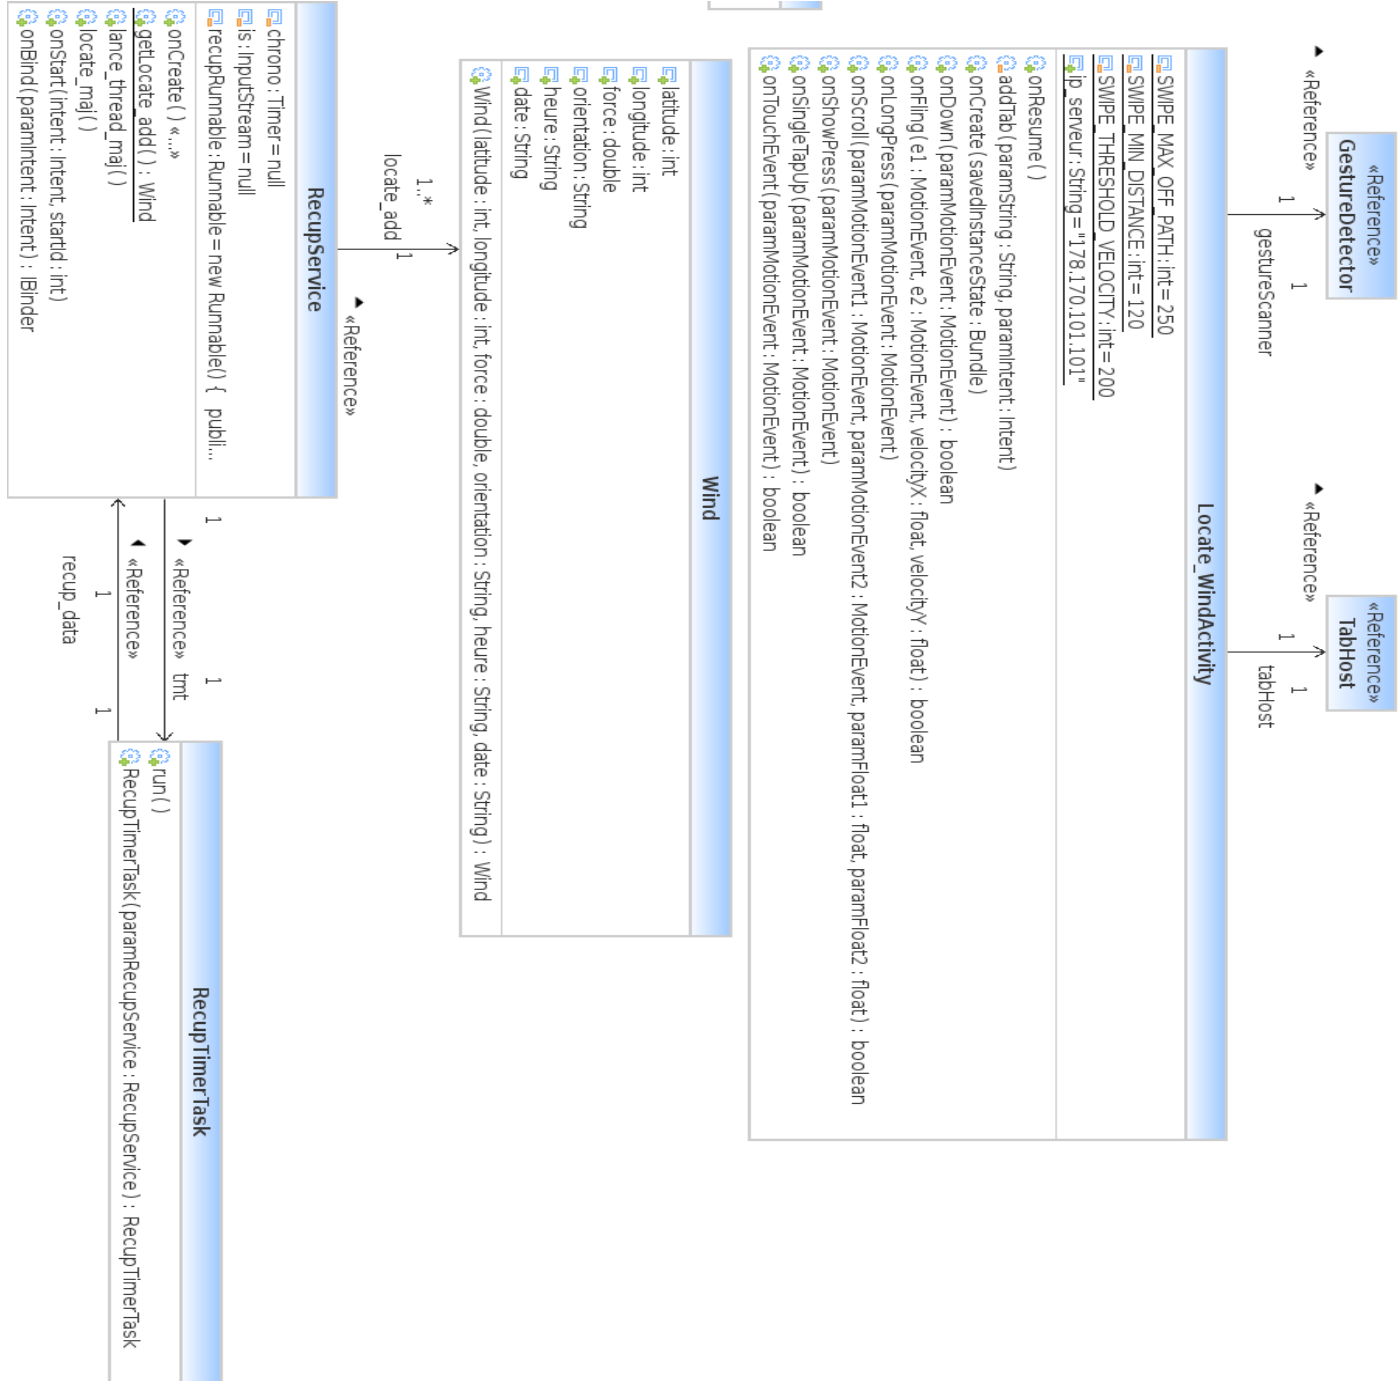 «Reference»
GestureDetector
«Reference»
TabHost
«Reference»
1
gestureScanner
1
«Reference»
1
tabHost
1
Locate_WindActivity
SWIPE_MAX_OFF_PATH : int = 250
SWIPE_MIN_DISTANCE : int = 120
SWIPE_THRESHOLD_VELOCITY : int = 200
ip_serveur : String = "178.170.101.101"
onResume ( )
addTab ( paramString : String, paramIntent : Intent )
onCreate ( savedInstanceState : Bundle )
onDown ( paramMotionEvent : MotionEvent ) : boolean
onFling ( e1 : MotionEvent, e2 : MotionEvent, velocityX : float, velocityY : float ) : boolean
onLongPress ( paramMotionEvent : MotionEvent )
onScroll ( paramMotionEvent1 : MotionEvent, paramMotionEvent2 : MotionEvent, paramFloat1 : float, paramFloat2 : float ) : boolean
onShowPress ( paramMotionEvent : MotionEvent )
onSingleTapUp ( paramMotionEvent : MotionEvent ) : boolean
onTouchEvent ( paramMotionEvent : MotionEvent ) : boolean
Wind
latitude : int
longitude : int
force : double
orientation : String
heure : String
date : String
Wind ( latitude : int, longitude : int, force : double, orientation : String, heure : String, date : String ) : Wind
1..*
locate_add
1
«Reference»
RecupService
chrono : Timer = null
is : InputStream = null
recupRunnable : Runnable = new Runnable() {   publi...
onCreate ( ) «...»
getLocate_add ( ) : Wind
lance_thread_maj ( )
locate_maj ( )
onStart ( intent : Intent, startId : int )
onBind ( paramIntent : Intent ) : IBinder
1
«Reference»
tmt
1
«Reference»
1
recup_data
1
RecupTimerTask
run ( )
RecupTimerTask ( paramRecupService : RecupService ) : RecupTimerTask